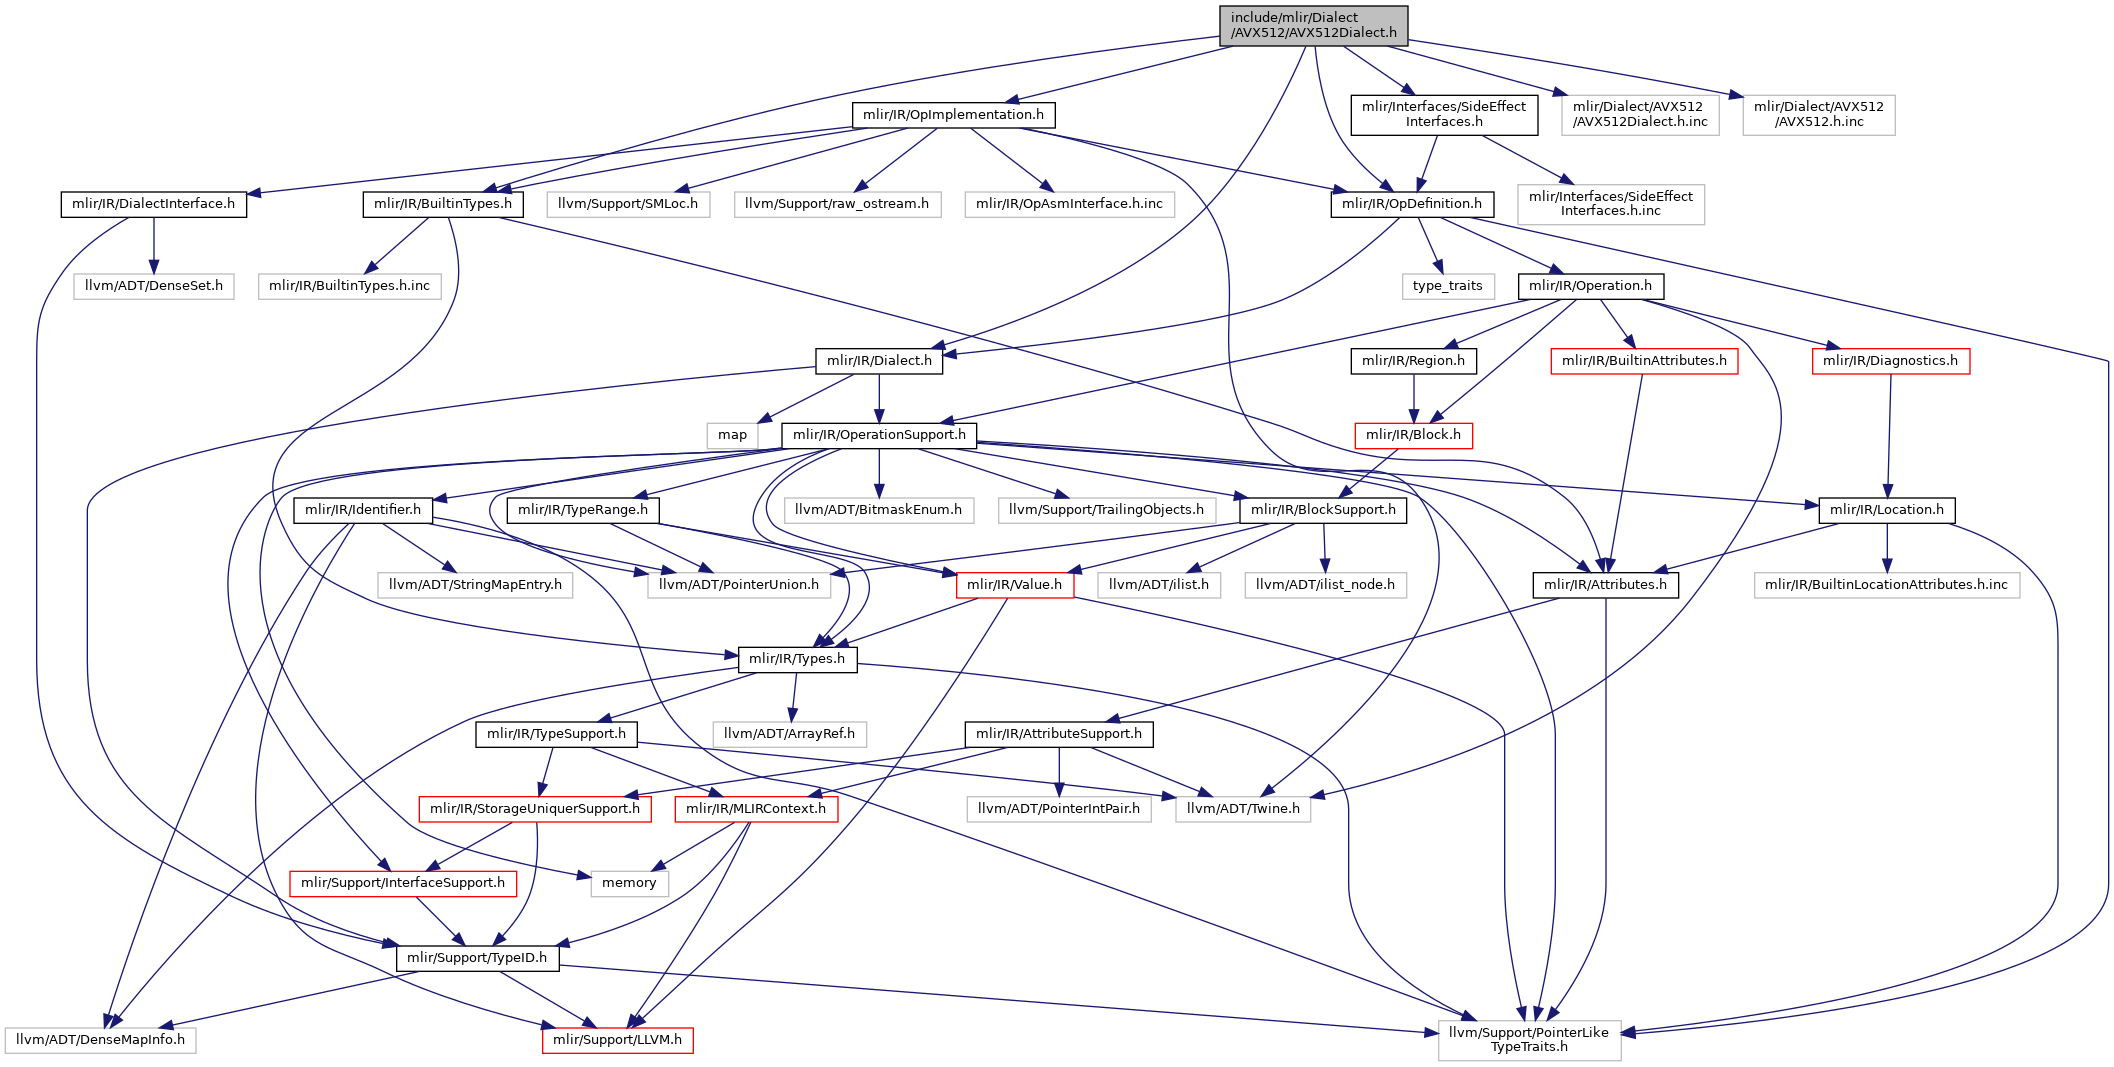 include/mlir/Dialect
/AVX512/AVX512Dialect.h
mlir/IR/OpImplementation.h
mlir/Interfaces/SideEffect
Interfaces.h
mlir/Dialect/AVX512
/AVX512Dialect.h.inc
mlir/Dialect/AVX512
/AVX512.h.inc
mlir/IR/DialectInterface.h
mlir/IR/BuiltinTypes.h
llvm/Support/SMLoc.h
llvm/Support/raw_ostream.h
mlir/IR/OpAsmInterface.h.inc
mlir/IR/OpDefinition.h
mlir/Interfaces/SideEffect
Interfaces.h.inc
llvm/ADT/DenseSet.h
mlir/IR/BuiltinTypes.h.inc
type_traits
mlir/IR/Operation.h
mlir/IR/Dialect.h
mlir/IR/Region.h
mlir/IR/BuiltinAttributes.h
mlir/IR/Diagnostics.h
map
mlir/IR/OperationSupport.h
mlir/IR/Block.h
mlir/IR/Identifier.h
mlir/IR/TypeRange.h
llvm/ADT/BitmaskEnum.h
llvm/Support/TrailingObjects.h
mlir/IR/BlockSupport.h
mlir/IR/Location.h
llvm/ADT/StringMapEntry.h
llvm/ADT/PointerUnion.h
mlir/IR/Value.h
llvm/ADT/ilist.h
llvm/ADT/ilist_node.h
mlir/IR/Attributes.h
mlir/IR/BuiltinLocationAttributes.h.inc
mlir/IR/Types.h
mlir/IR/TypeSupport.h
llvm/ADT/ArrayRef.h
mlir/IR/AttributeSupport.h
mlir/IR/StorageUniquerSupport.h
mlir/IR/MLIRContext.h
llvm/ADT/PointerIntPair.h
llvm/ADT/Twine.h
mlir/Support/InterfaceSupport.h
memory
mlir/Support/TypeID.h
llvm/ADT/DenseMapInfo.h
mlir/Support/LLVM.h
llvm/Support/PointerLike
TypeTraits.h